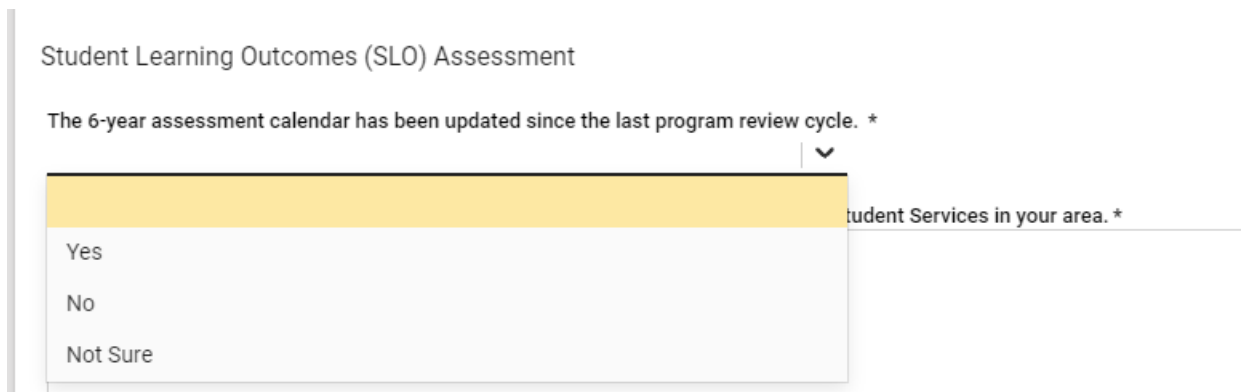 Student Learning Outcomes (SLO) Assessment
The 6-year assessment calendar has been updated since the last program review cycle. *
Student Services in your area. *
Yes
No
Not Sure